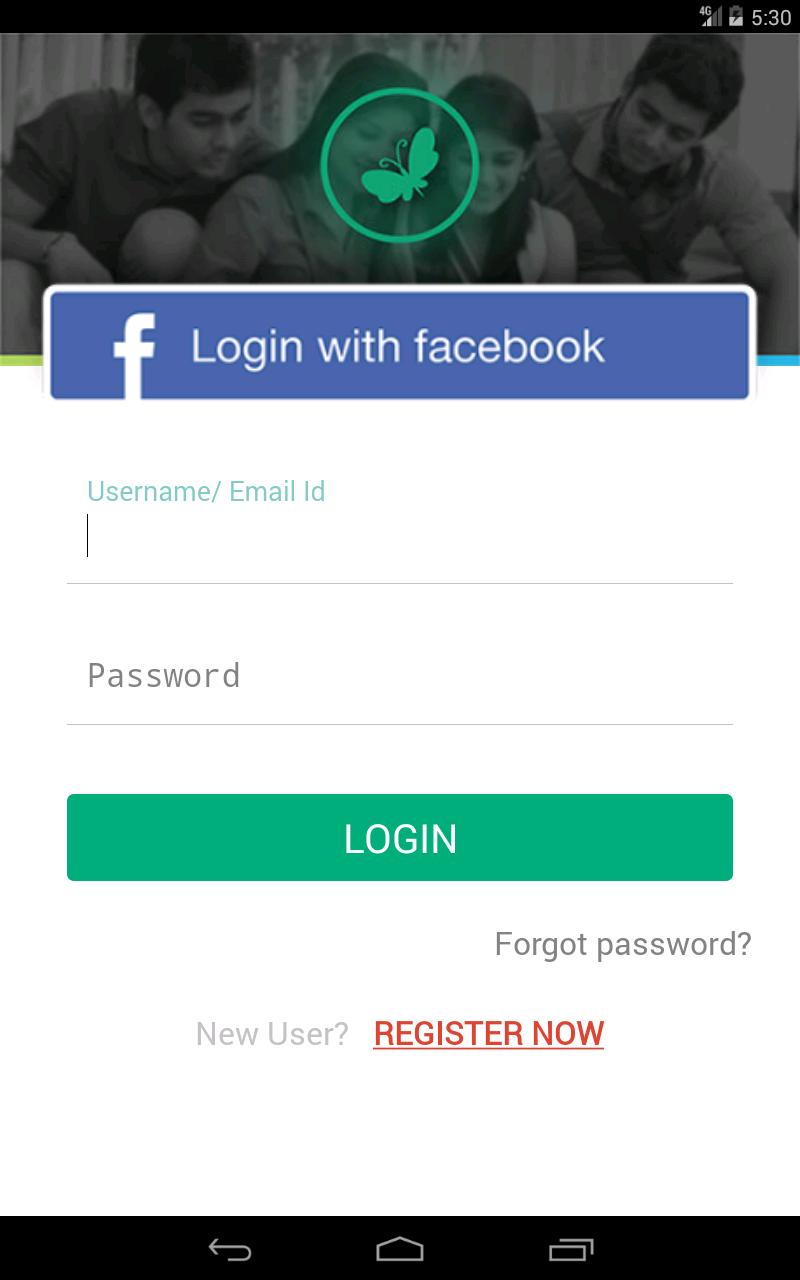 4G 5:30
f Login with facebook
Username/ Email Id
Password
LOGIN
Forgot password?
New User? REGISTER NOW